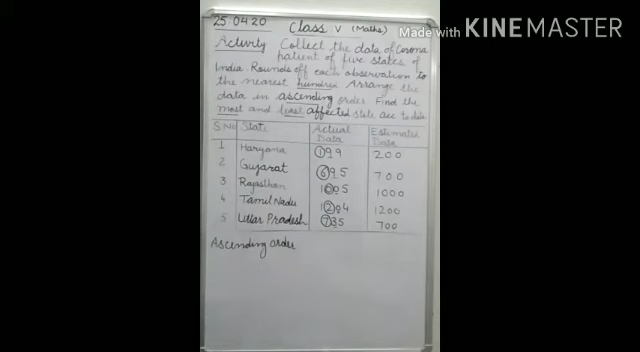 Made with KINEMASTER
25.04.20 Class V (Maths)
Activity Collect the data of Corona
patient of five states of
India Rounds off each observation to
the nearest hundred Arrange the
data in ascending order Find the
most and least affected state acc to data
S.No State Actual Data Estimated Data
1 Haryana 199 200
2 Gujarat 695 700
3 Rajasthan 1005 1000
4 Tamil Nadu 1204 1200
5 Uttar Pradesh 735 700
Ascending order